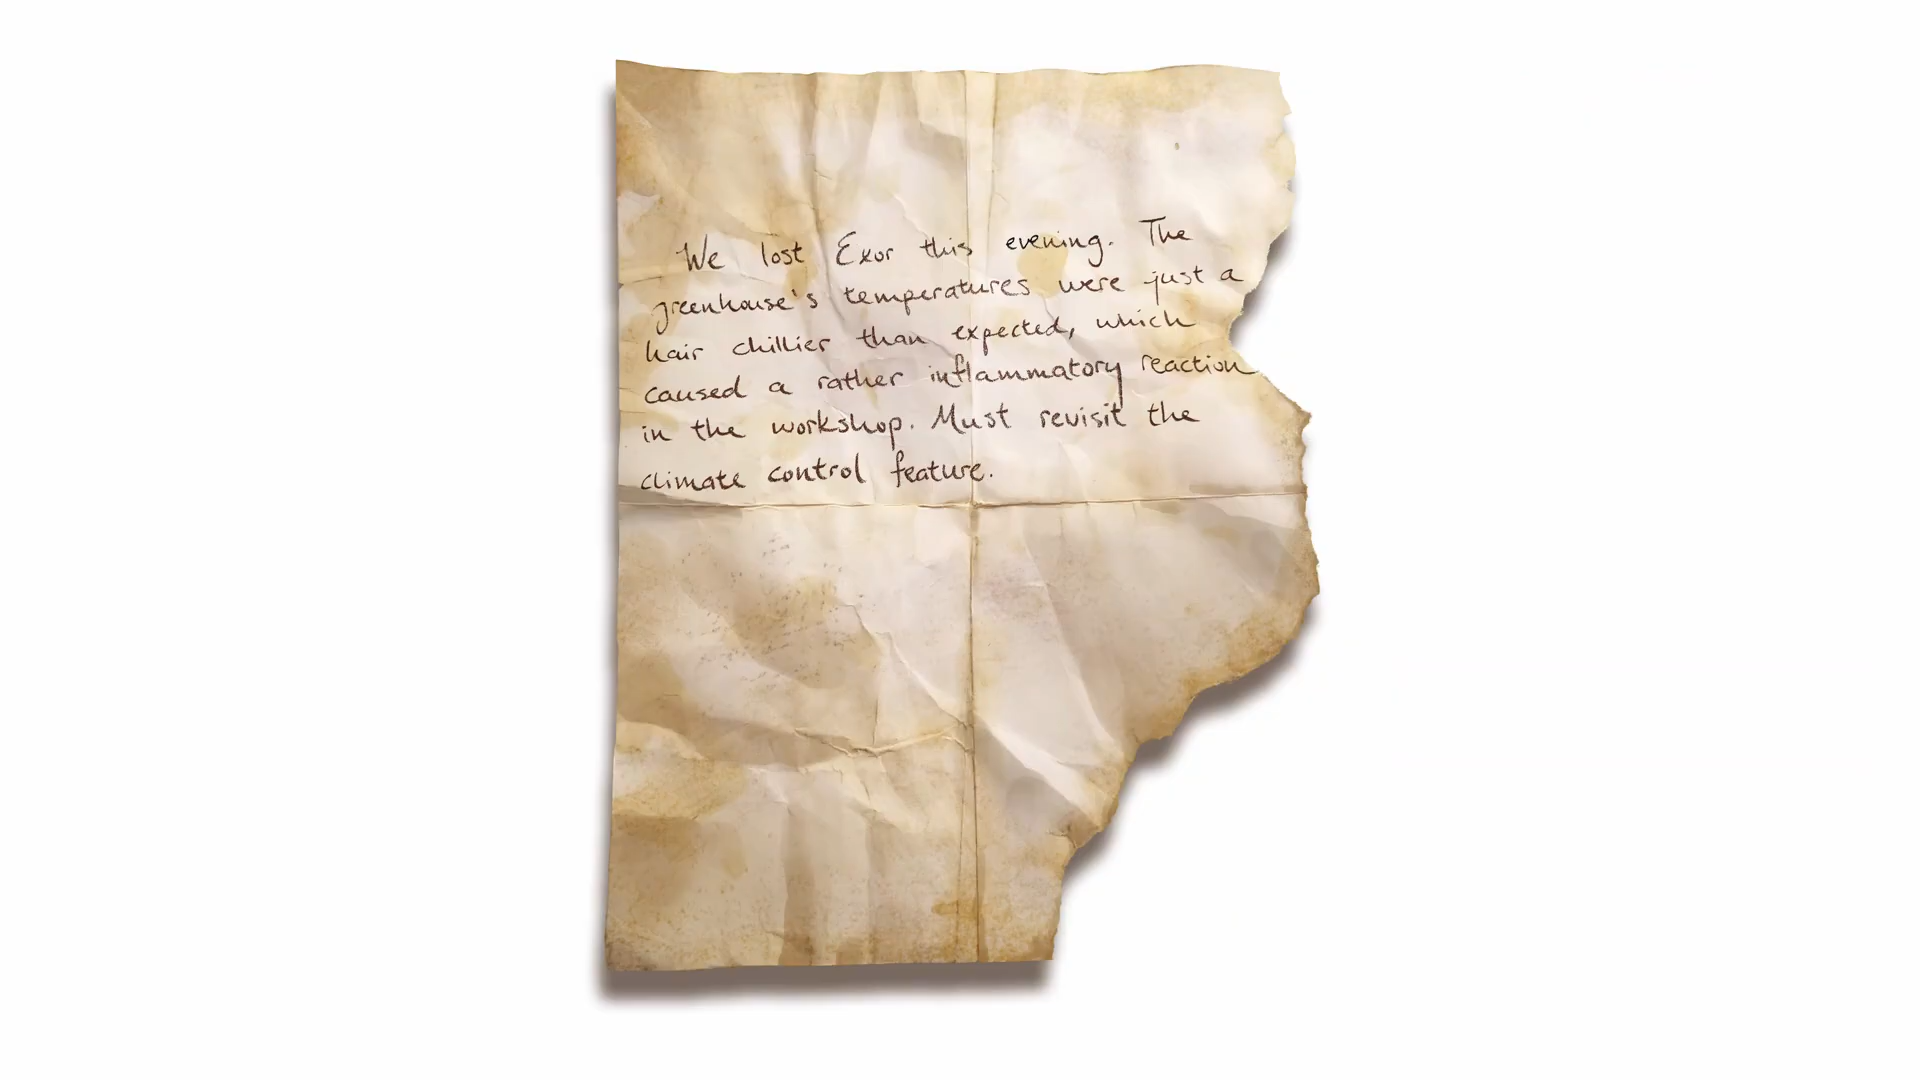 We lost Exor this evening. The
greenhouse's temperatures were just a
hair chillier than expected, which
caused a rather inflammatory reaction
in the workshop. Must revisit the
climate control feature.